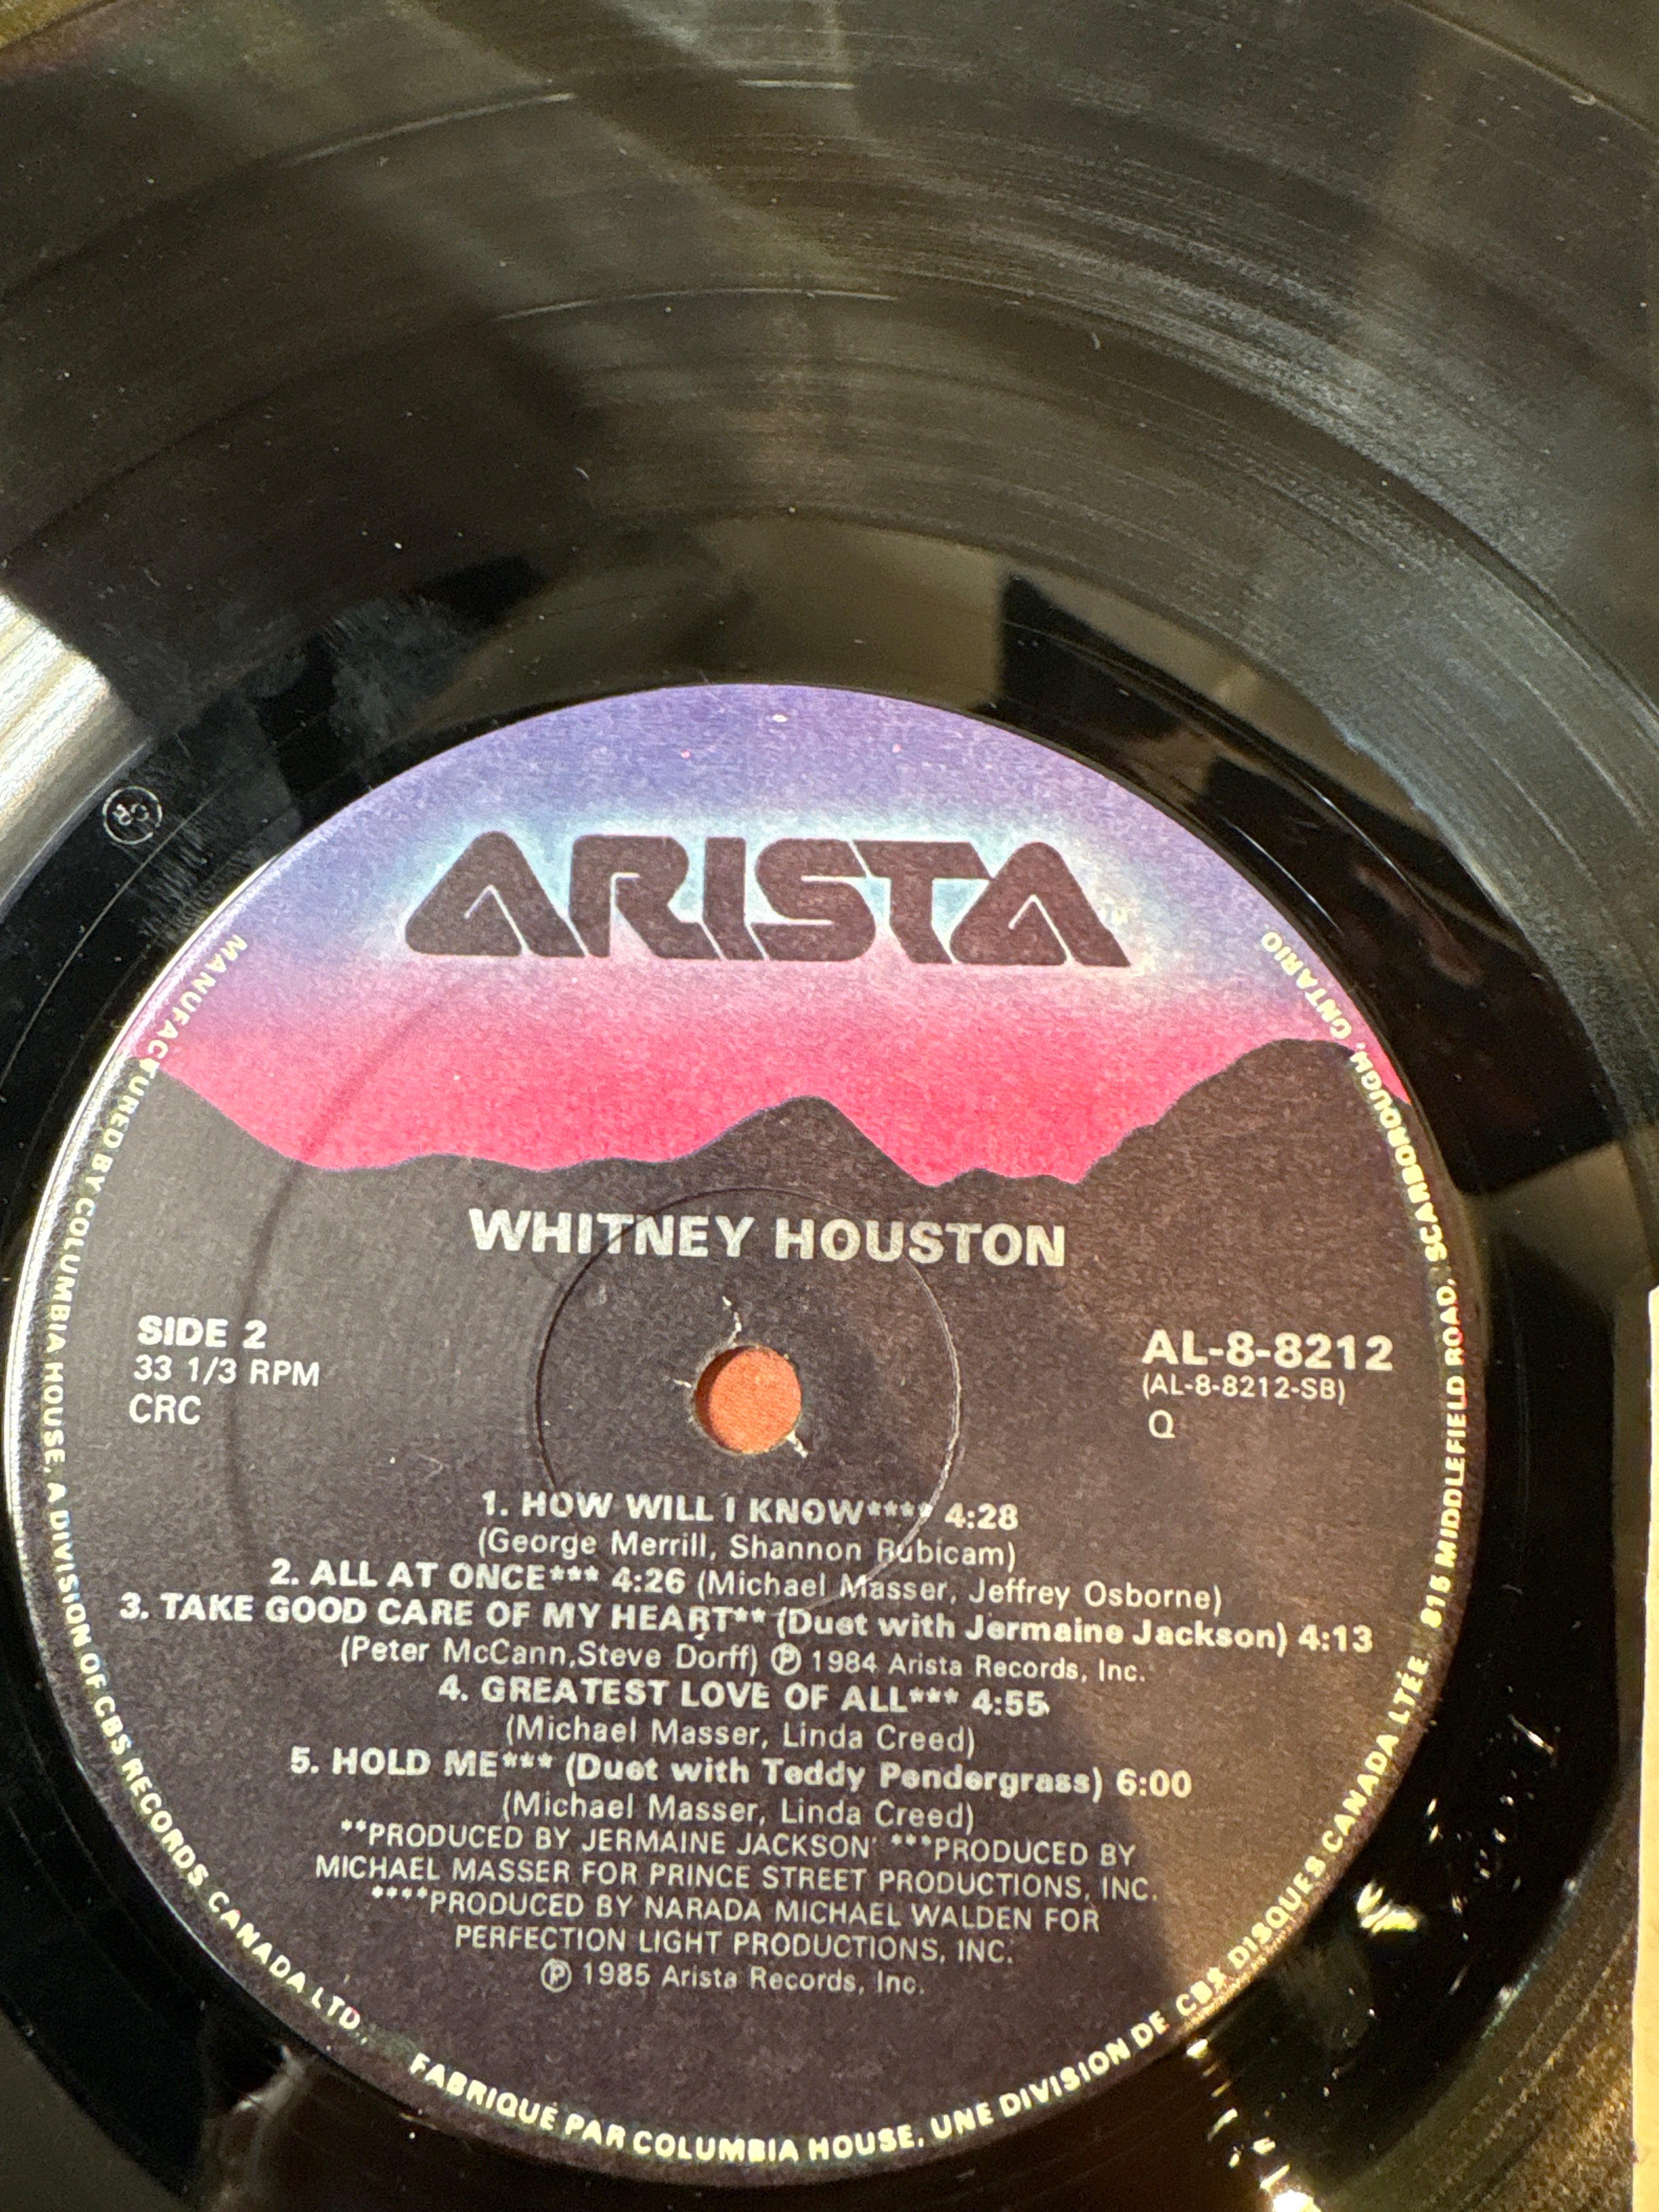 ARISTA
WHITNEY HOUSTON
SIDE 2
33 1/3 RPM
CRC
AL-8-8212
(AL-8-8212-SB)
Q
1. HOW WILL I KNOW**** 4:28
(George Merrill, Shannon Rubicam)
2. ALL AT ONCE*** 4:26 (Michael Masser, Jeffrey Osborne)
3. TAKE GOOD CARE OF MY HEART** (Duet with Jermaine Jackson) 4:13
(Peter McCann,Steve Dorff) ℗ 1984 Arista Records, Inc.
4. GREATEST LOVE OF ALL*** 4:55
(Michael Masser, Linda Creed)
5. HOLD ME*** (Duet with Teddy Pendergrass) 6:00
(Michael Masser, Linda Creed)
**PRODUCED BY JERMAINE JACKSON ***PRODUCED BY
MICHAEL MASSER FOR PRINCE STREET PRODUCTIONS, INC.
****PRODUCED BY NARADA MICHAEL WALDEN FOR
PERFECTION LIGHT PRODUCTIONS, INC.
℗ 1985 Arista Records, Inc.
MANUFACTURED BY COLUMBIA HOUSE, A DIVISION OF CBS RECORDS CANADA LTD., FABRIQUÉ PAR COLUMBIA HOUSE, UNE DIVISION DE CBS DISQUES CANADA LTÉE. 815 MIDDLEFIELD ROAD, SCARBOROUGH, ONTARIO
CR